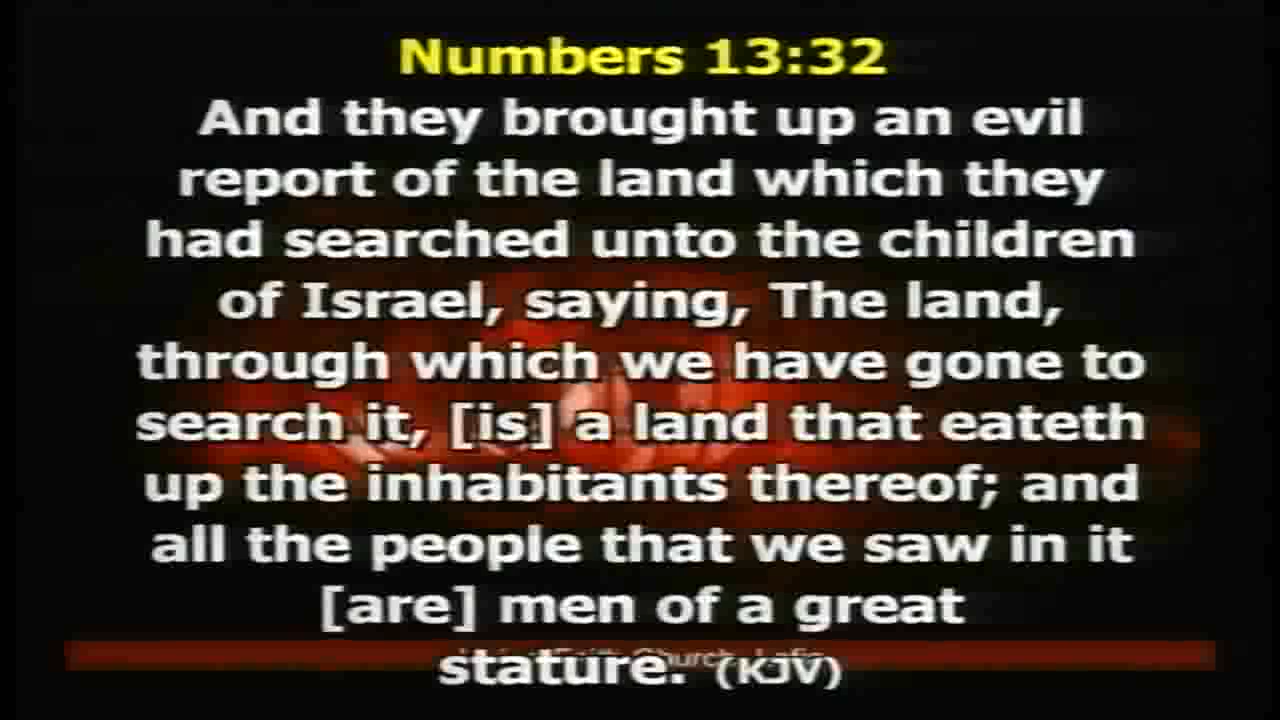 Numbers 13:32
And they brought up an evil
report of the land which they
had searched unto the children
of Israel, saying, The land,
through which we have gone to
search it, [is] a land that eateth
up the inhabitants thereof; and
all the people that we saw in it
[are] men of a great
stature. (KJV)
Church